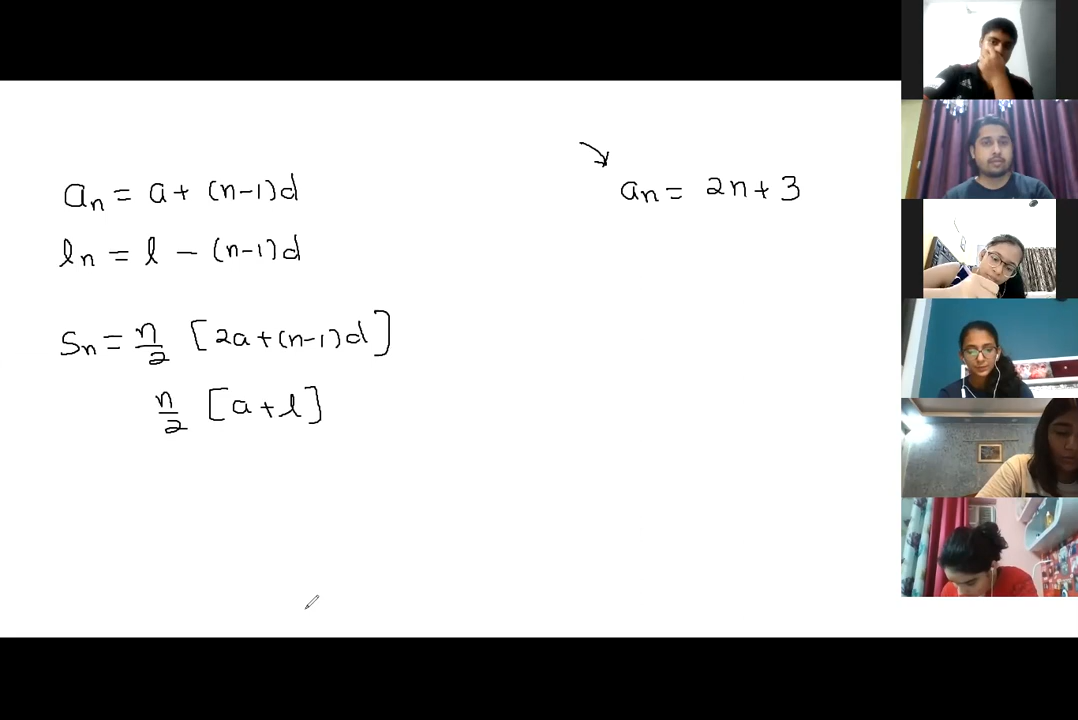 an = a + (n-1)d
ln = l - (n-1)d
Sn = n/2 [2a+(n-1)d]
n/2 [a+l]
an = 2n+3